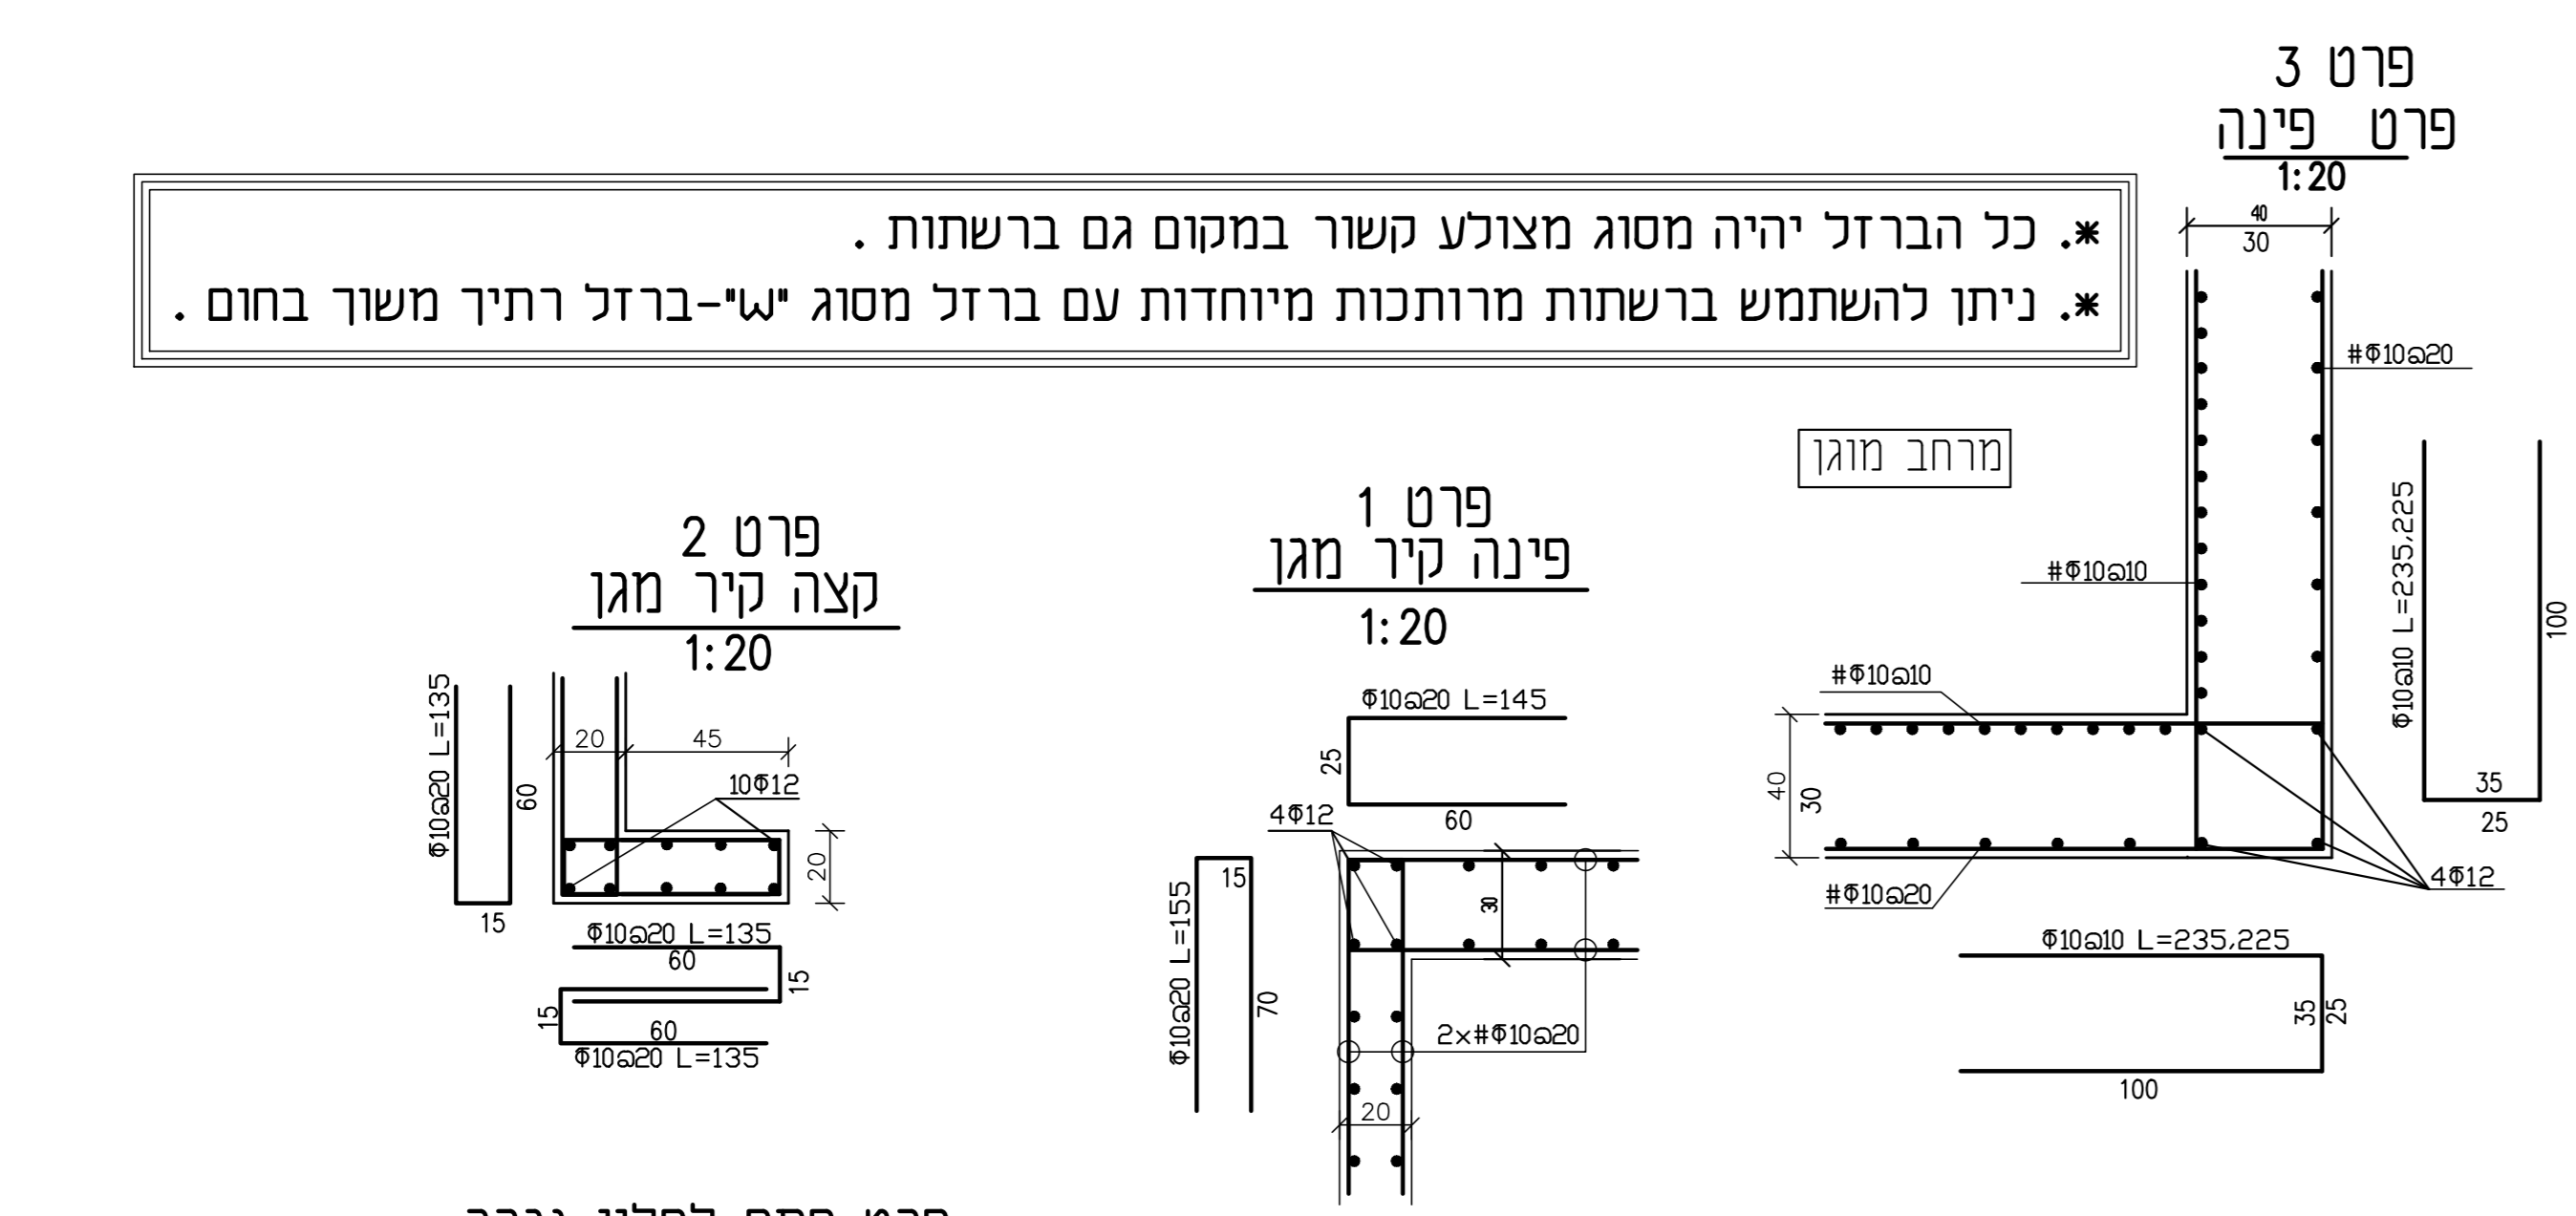 פרט 3
פרט פינה
1:20
*. כל הברזל יהיה מסוג מצולע קשור במקום גם ברשתות .
*. ניתן להשתמש ברשתות מרותכות מיוחדות עם ברזל מסוג "W"-ברזל רתיך משוך בחום .
40
30
#Φ10@20
מרחב מוגן
#Φ10@10
#Φ10@10
40
30
#Φ10@20
4Φ12
Φ10@10 L=235,225
100
35
25
Φ10@10 L=235,225
35
25
100
פרט 1
פינה קיר מגן
1:20
Φ10@20 L=145
25
60
4Φ12
15
Φ10@20 L=155
70
30
2x#Φ10@20
20
פרט 2
קצה קיר מגן
1:20
Φ10@20 L=135
60
15
20
45
10Φ12
20
Φ10@20 L=135
60
15
15
60
Φ10@20 L=135